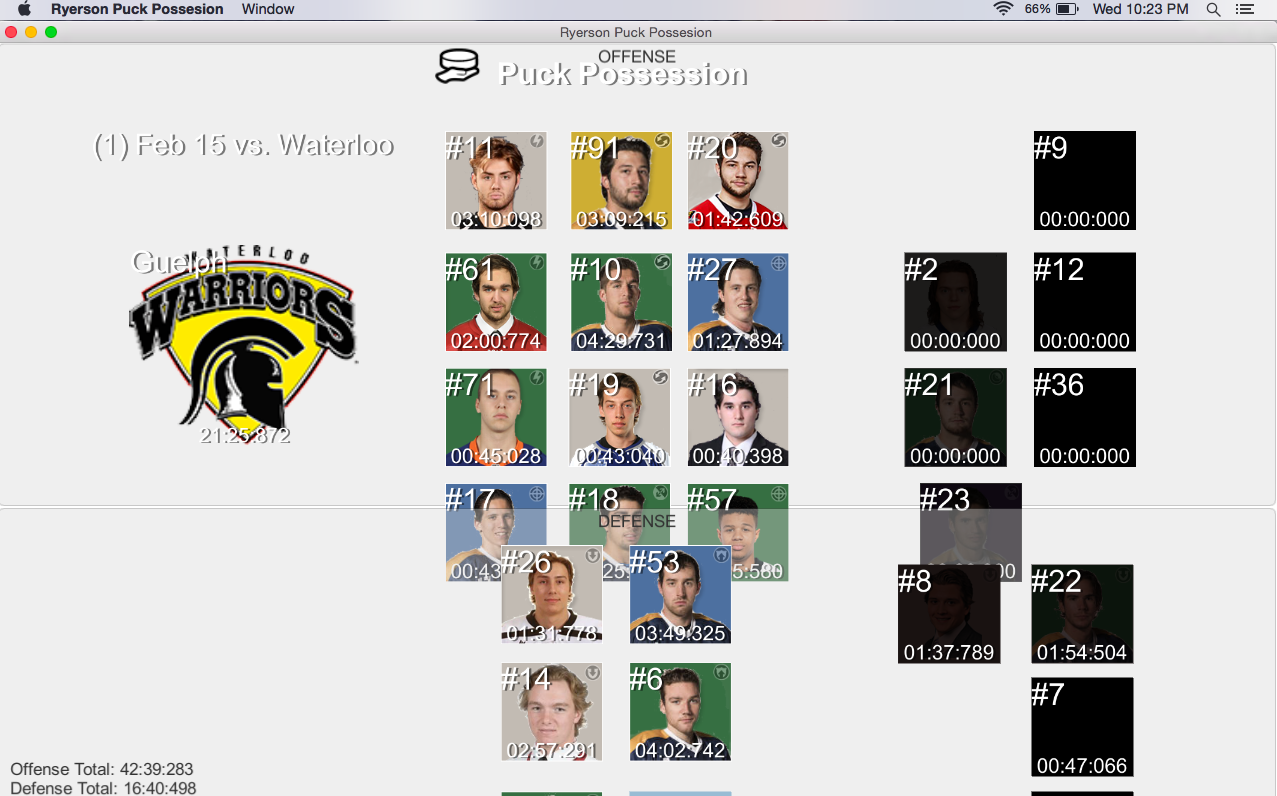 Ryerson Puck Possesion Window 66% Wed 10:23 PM
Ryerson Puck Possesion
OFFENSE
Puck Possession
(1) Feb 15 vs. Waterloo
#11 #91 #20 #9
03:10:098 03:09:215 01:42:609 00:00:000
Guelph
WATERLOO
WARRIORS
#61 #10 #27 #2 #12
02:00:774 04:29:731 01:27:894 00:00:000 00:00:000
#71 #19 #16 #21 #36
21:25:872
00:45:028 00:43:040 00:40:398 00:00:000 00:00:000
#17 #18 #57 #23
DEFENSE
#26 #53
#8 #22
01:31:778 03:49:325
01:37:789 01:54:504
#14 #6
#7
02:57:291 04:02:742
00:47:066
Offense Total: 42:39:283
Defense Total: 16:40:498